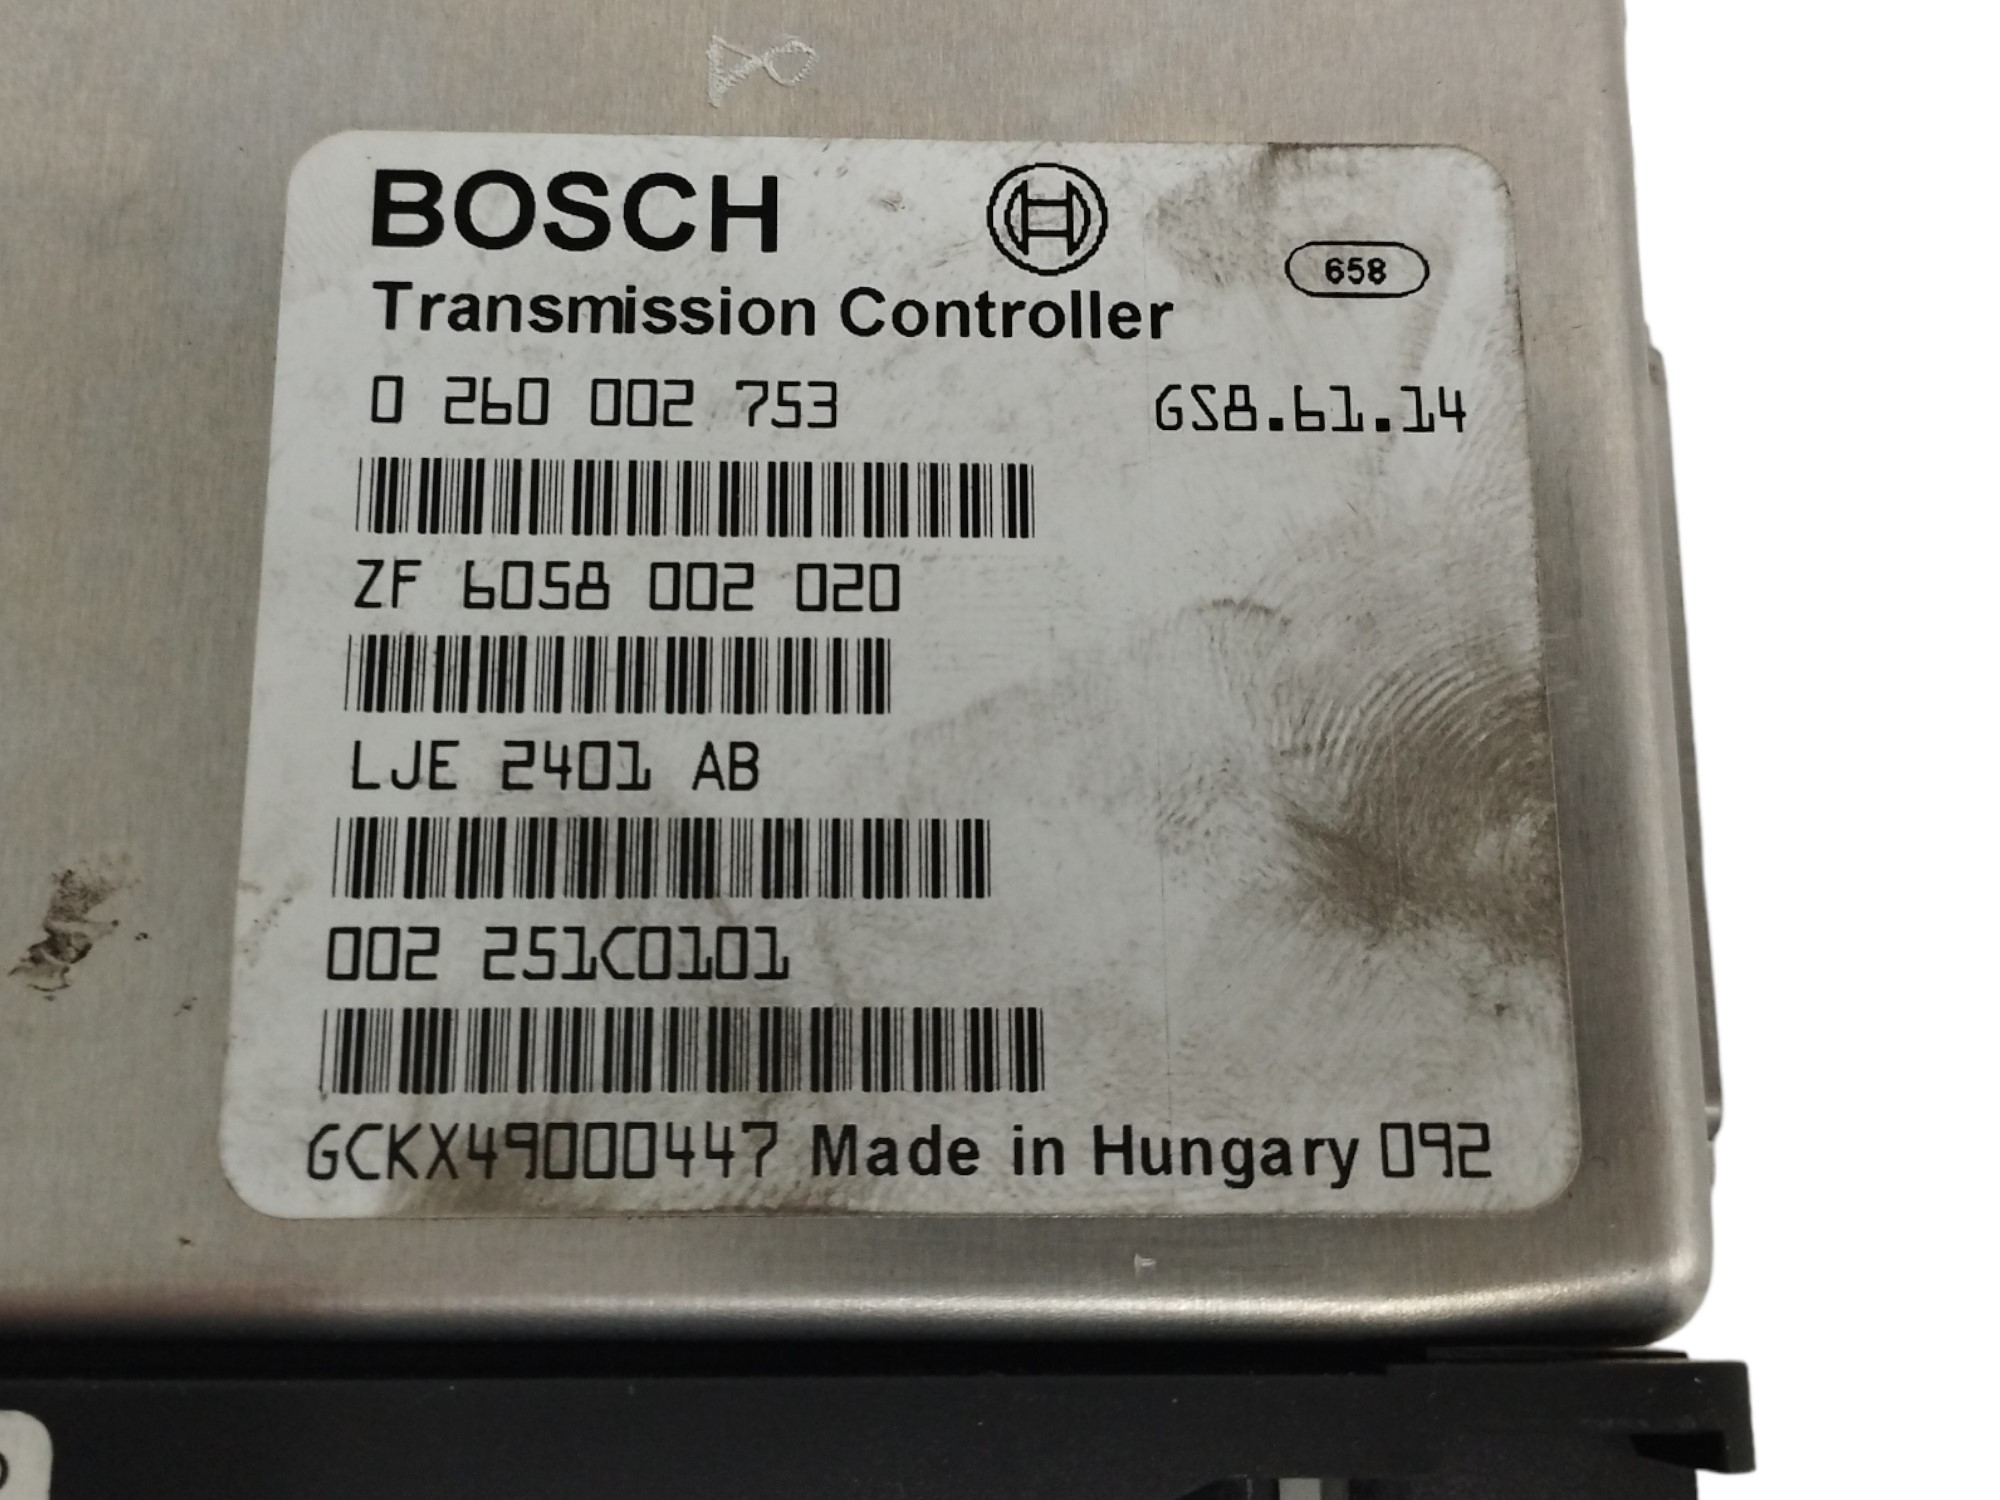 BOSCH
658
Transmission Controller
0 260 002 753 GS8.61.14
ZF 6058 002 020
LJE 2401 AB
002 251C0101
GCKX49000447 Made in Hungary 092